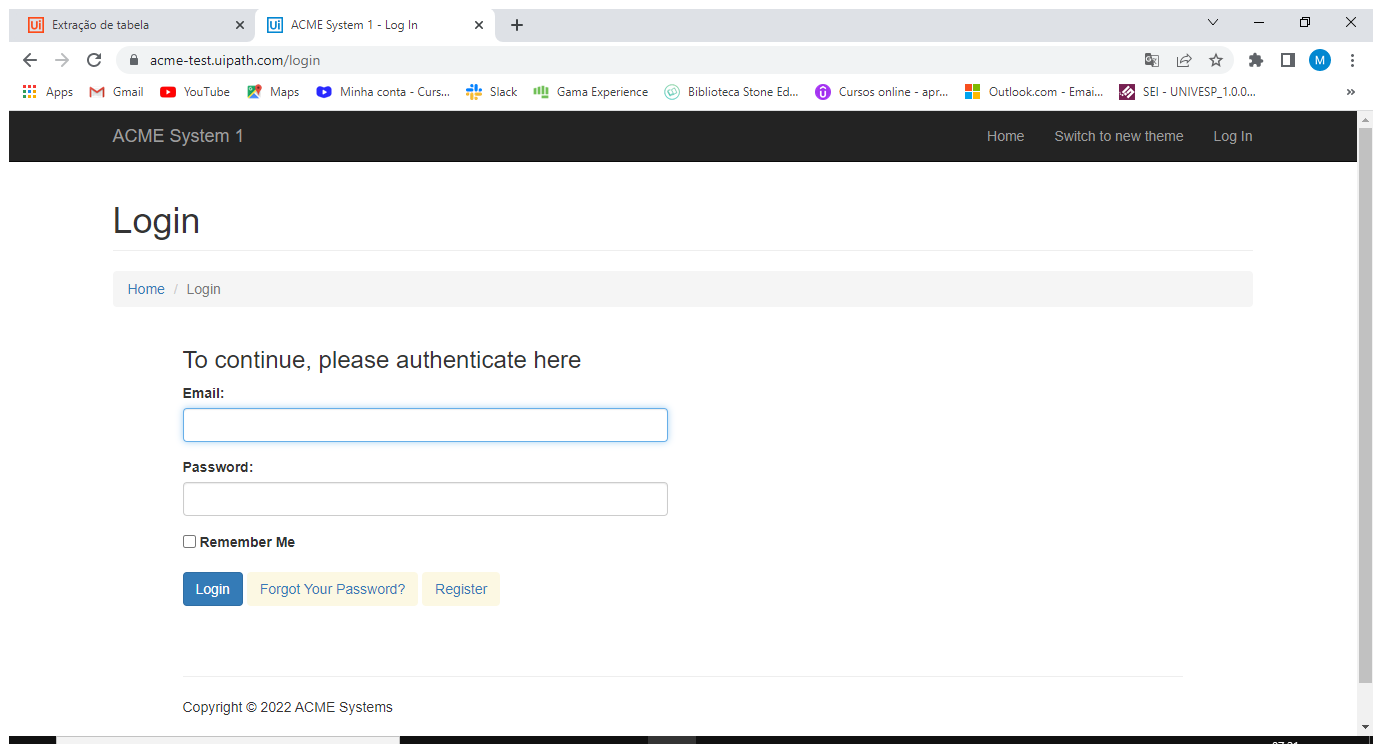 Extração de tabela
ACME System 1 - Log In
acme-test.uipath.com/login
Apps Gmail YouTube Maps Minha conta - Curs... Slack Gama Experience Biblioteca Stone Ed... Cursos online - apr... Outlook.com - Emai... SEI - UNIVESP_1.0.0... »
ACME System 1 Home Switch to new theme Log In
Login
Home / Login
To continue, please authenticate here
Email:
Password:
Remember Me
Login Forgot Your Password? Register
Copyright © 2022 ACME Systems